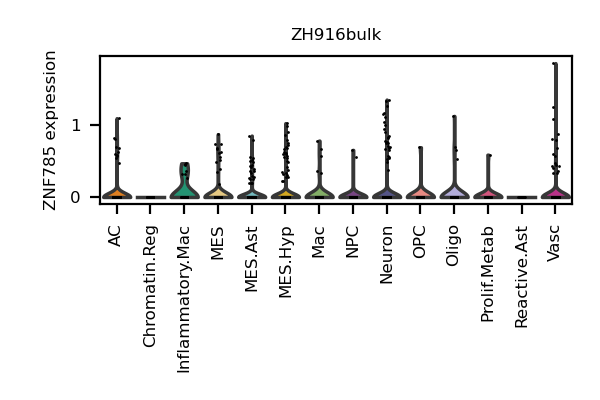 ZH916bulk
ZNF785 expression
1
0
AC
Chromatin.Reg
Inflammatory.Mac
MES
MES.Ast
MES.Hyp
Mac
NPC
Neuron
OPC
Oligo
Prolif.Metab
Reactive.Ast
Vasc